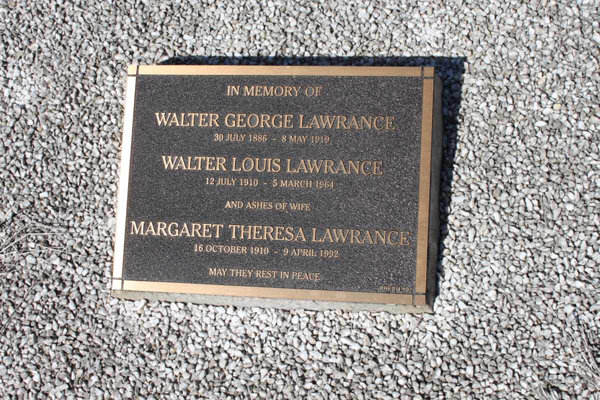 IN MEMORY OF
WALTER GEORGE LAWRANCE
30 JULY 1886 - 8 MAY 1919
WALTER LOUIS LAWRANCE
12 JULY 1910 - 5 MARCH 1964
AND ASHES OF WIFE
MARGARET THERESA LAWRANCE
16 OCTOBER 1910 - 9 APRIL 1992
MAY THEY REST IN PEACE